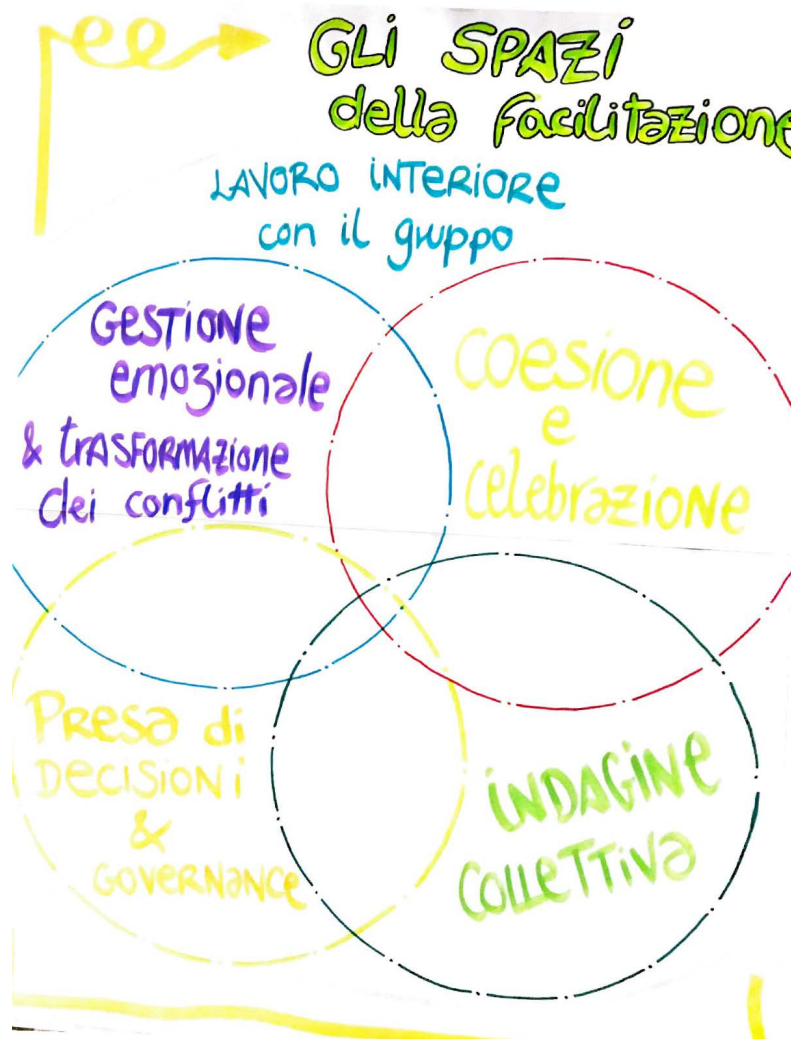 GLI SPAZI
della facilitazione
LAVORO INTERIORE
con il gruppo
GESTIONE
emozionale
& trASFORMAZione
dei conflitti
COESIONE
e
celebrazioNe
PRESa di
DECISIONi
&
GOVERNaNCe
iNDAGiNe
COLLETTIVa